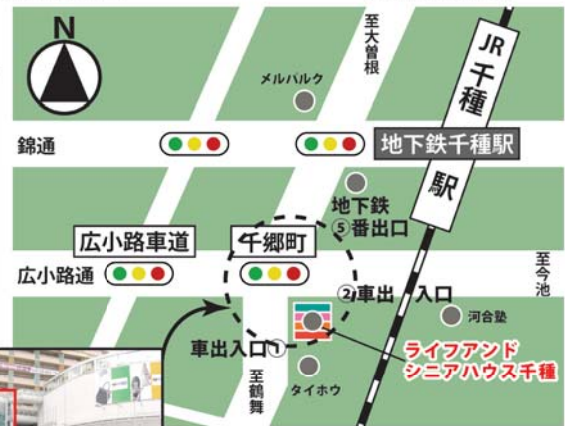 N
至大曽根
JR千種駅
メルパルク
錦通
地下鉄千種駅
地下鉄
⑤番出口
広小路車道
千郷町
至今池
広小路通
②車出入口
河合塾
車出入口①
ライフアンド
シニアハウス千種
至鶴舞
タイホウ